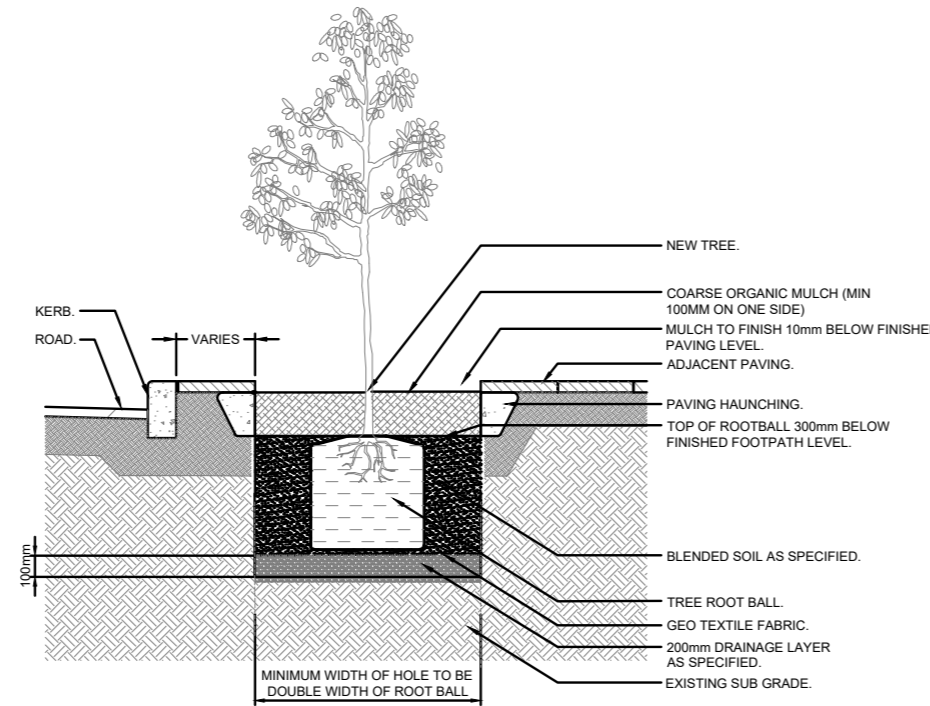 NEW TREE.
COARSE ORGANIC MULCH (MIN
100MM ON ONE SIDE)
MULCH TO FINISH 10mm BELOW FINISHE
PAVING LEVEL.
ADJACENT PAVING.
PAVING HAUNCHING.
TOP OF ROOTBALL 300mm BELOW
FINISHED FOOTPATH LEVEL.
BLENDED SOIL AS SPECIFIED.
TREE ROOT BALL.
GEO TEXTILE FABRIC.
200mm DRAINAGE LAYER
AS SPECIFIED.
EXISTING SUB GRADE.
KERB.
ROAD.
VARIES
100mm
MINIMUM WIDTH OF HOLE TO BE
DOUBLE WIDTH OF ROOT BALL